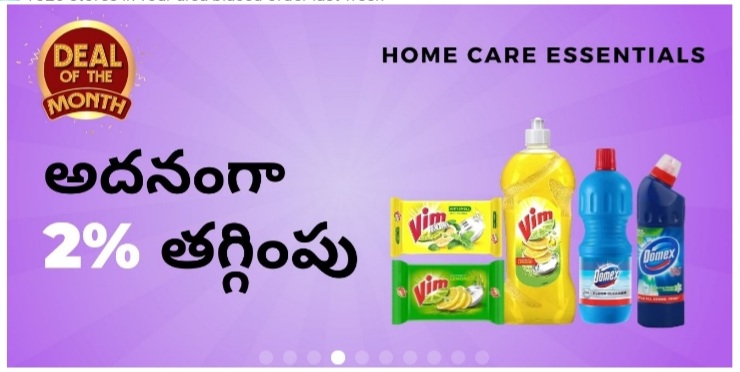 DEAL
OF THE
MONTH
HOME CARE ESSENTIALS
అదనంగా
2% తగ్గింపు
Vim
Vim
Vim
Domex
Domex